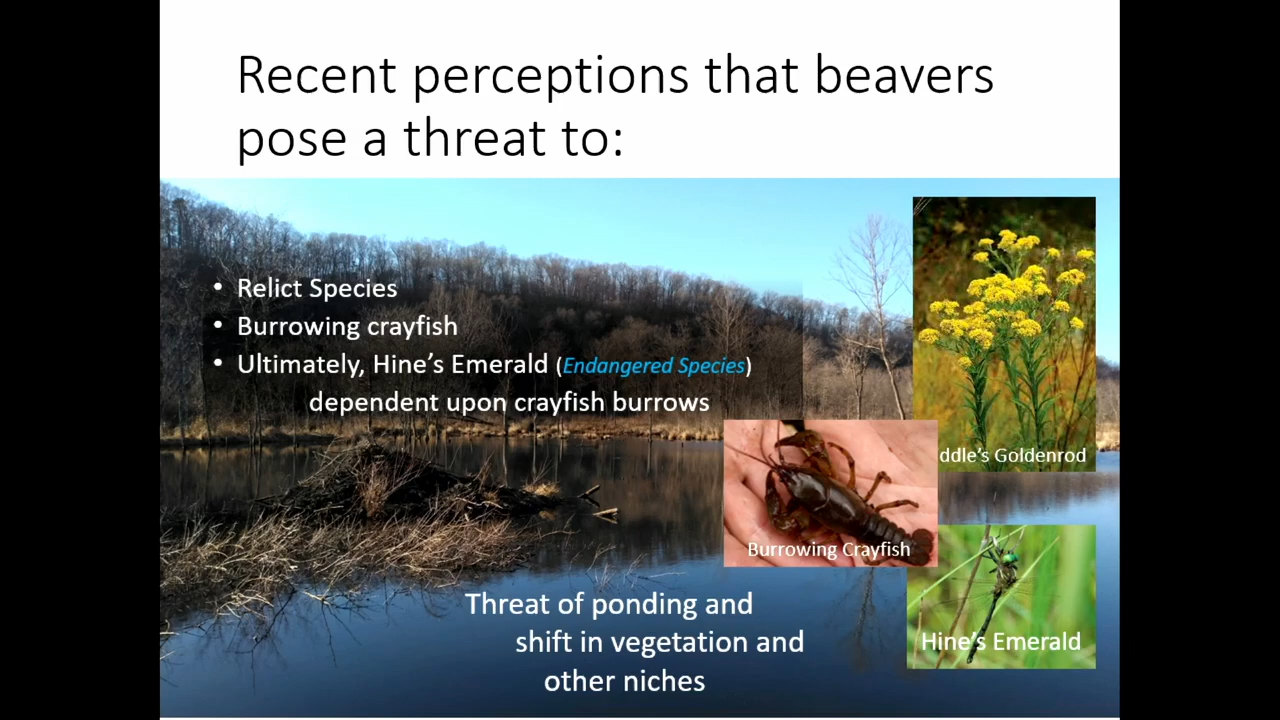 Recent perceptions that beavers
pose a threat to:
• Relict Species
• Burrowing crayfish
• Ultimately, Hine's Emerald (Endangered Species)
dependent upon crayfish burrows
ddle's Goldenrod
Burrowing Crayfish
Hine's Emerald
Threat of ponding and
shift in vegetation and
other niches